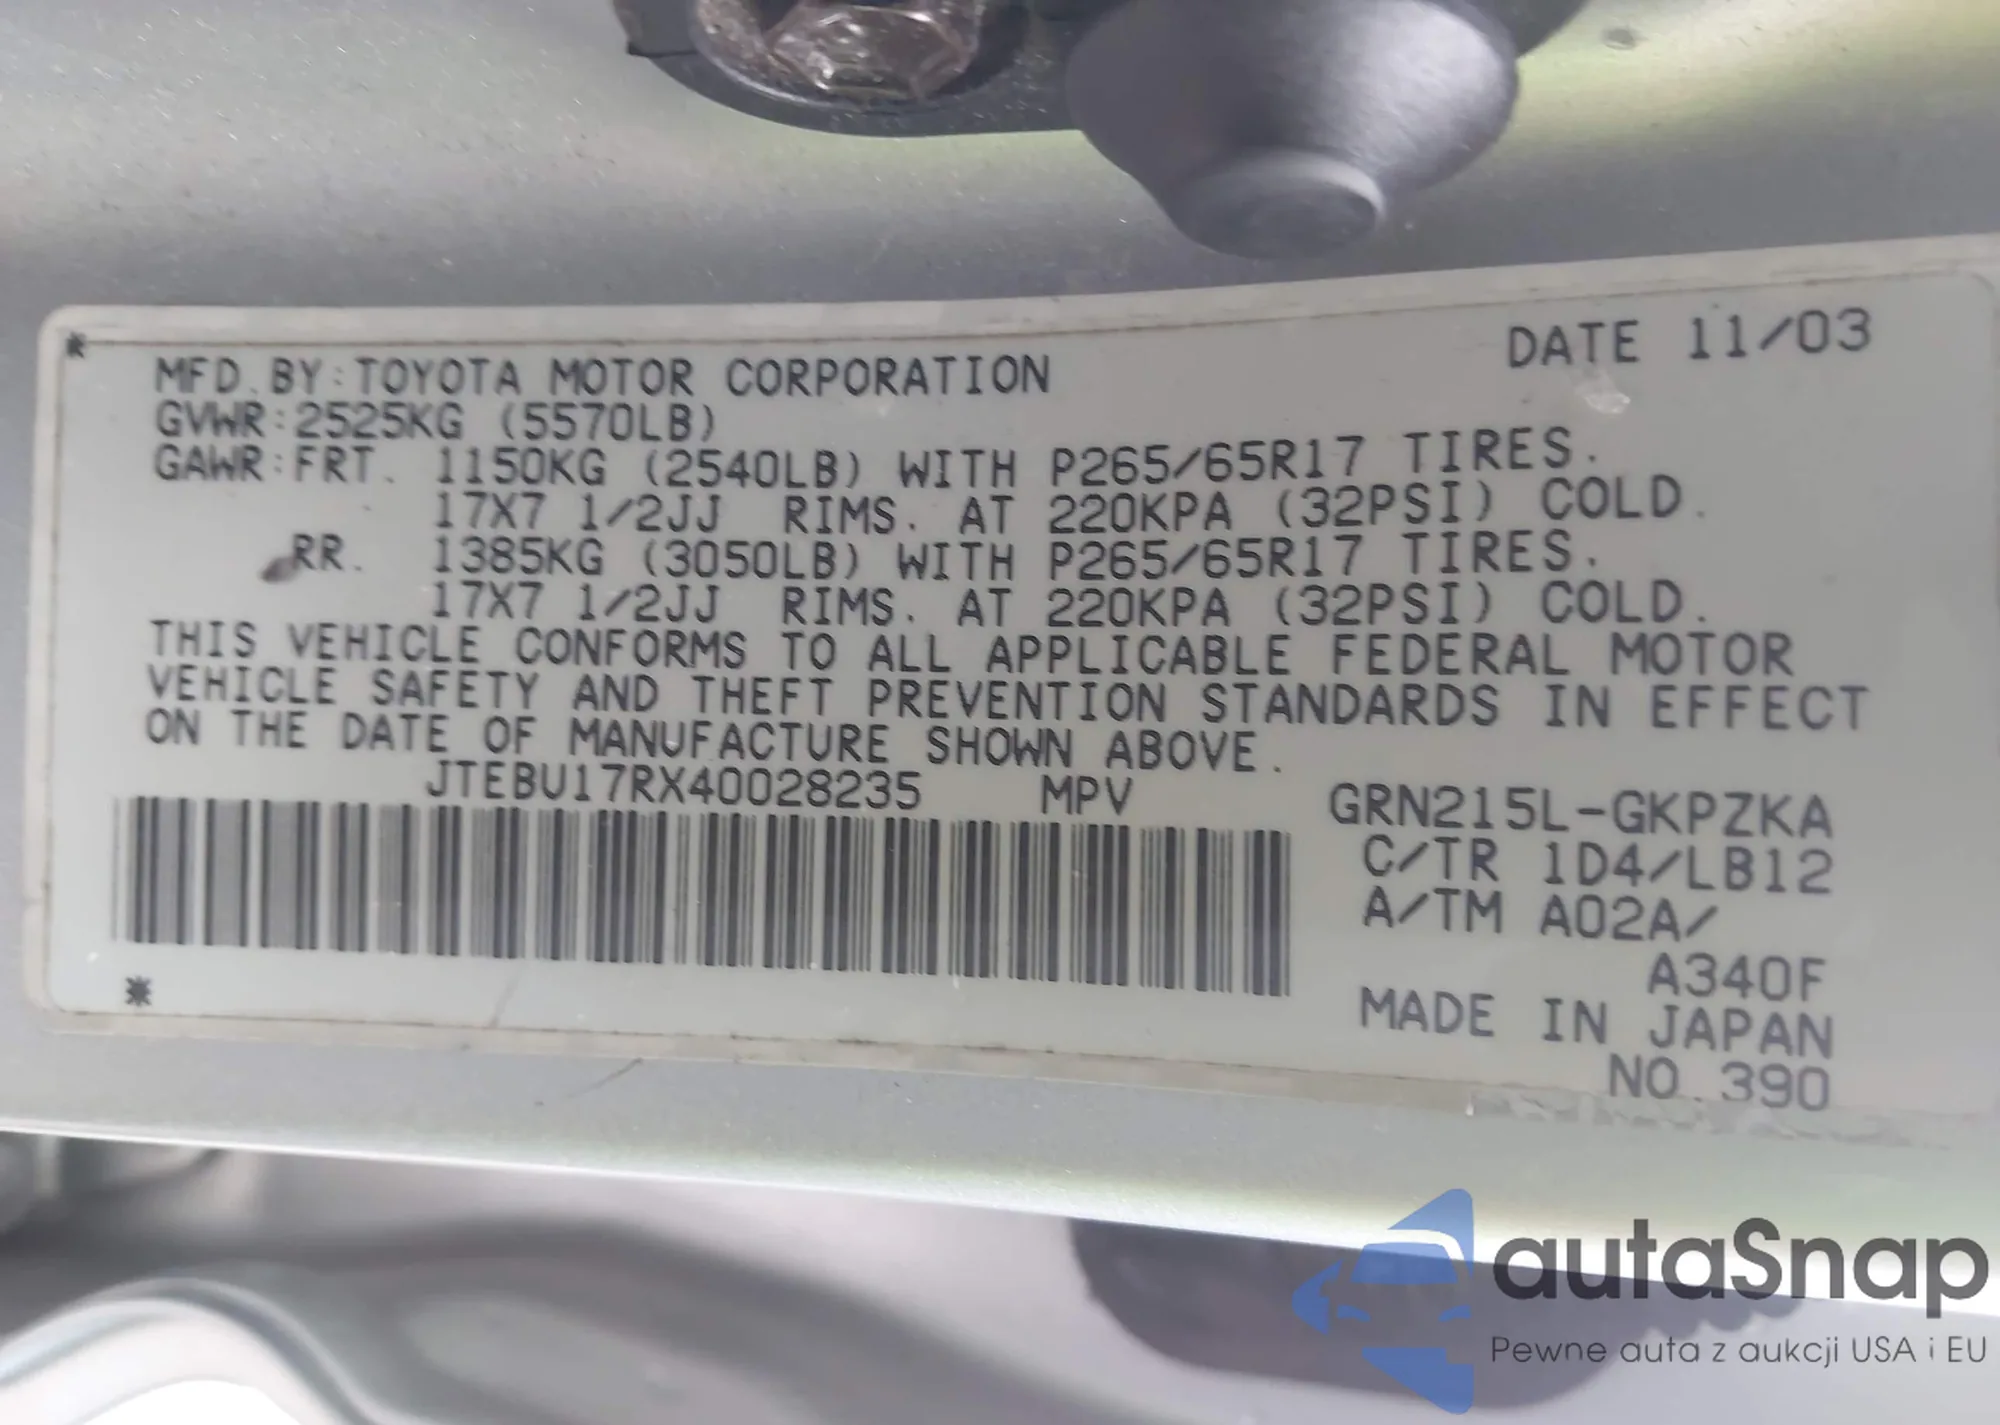 DATE 11/03
MFD.BY:TOYOTA MOTOR CORPORATION
GVWR:2525KG (5570LB)
GAWR:FRT. 1150KG (2540LB) WITH P265/65R17 TIRES.
17X7 1/2JJ RIMS. AT 220KPA (32PSI) COLD.
RR. 1385KG (3050LB) WITH P265/65R17 TIRES.
17X7 1/2JJ RIMS. AT 220KPA (32PSI) COLD.
THIS VEHICLE CONFORMS TO ALL APPLICABLE FEDERAL MOTOR
VEHICLE SAFETY AND THEFT PREVENTION STANDARDS IN EFFECT
ON THE DATE OF MANUFACTURE SHOWN ABOVE.
JTEBU17RX40028235 MPV
GRN215L-GKPZKA
C/TR 1D4/LB12
A/TM A02A/
A340F
MADE IN JAPAN
NO.390
autaSnap
Pewne auta z aukcji USA i EU